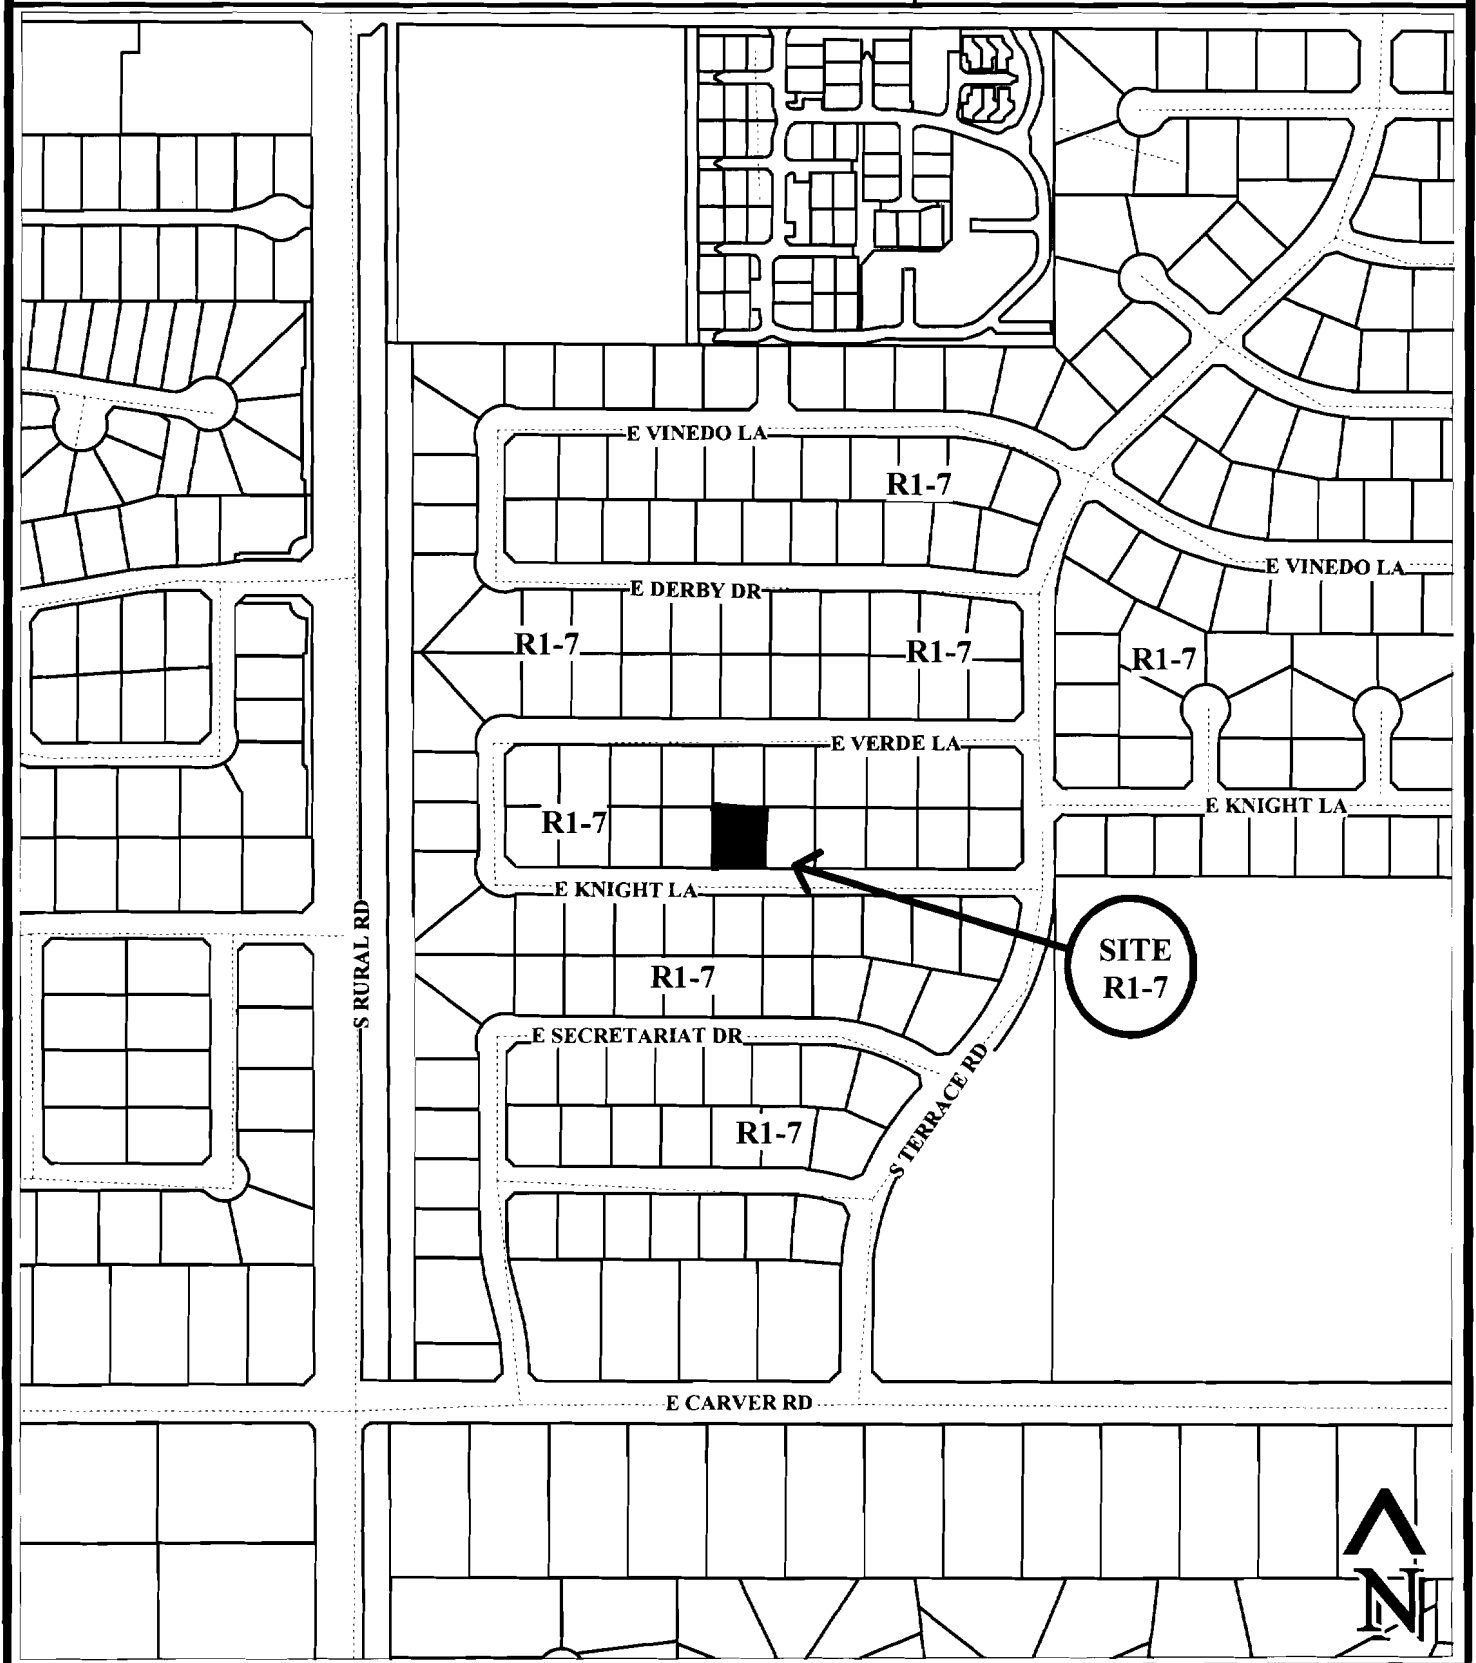 E VINEDO LA
R1-7
E VINEDO LA
E DERBY DR
R1-7
R1-7
R1-7
E VERDE LA
E KNIGHT LA
R1-7
E KNIGHT LA
S RURAL RD
SITE
R1-7
R1-7
E SECRETARIAT DR
S TERRACE RD
R1-7
E CARVER RD
N